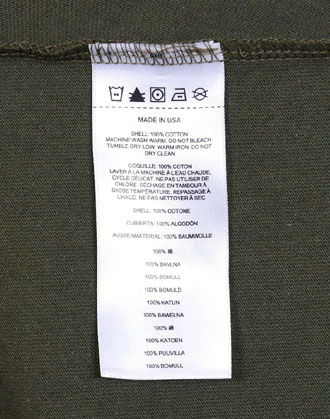 MADE IN USA
SHELL: 100% COTTON
MACHINE WASH WARM. DO NOT BLEACH.
TUMBLE DRY LOW. WARM IRON. DO NOT
DRY CLEAN
COQUILLE: 100% COTON
LAVER À LA MACHINE À L'EAU CHAUDE,
CYCLE DÉLICAT. NE PAS UTILISER DE
CHLORE. SÉCHAGE EN TAMBOUR À
BASSE TEMPÉRATURE. REPASSAGE À
CHAUD. NE PAS NETTOYER À SEC
SHELL: 100% COTONE
CUBIERTA: 100% ALGODÓN
AUSSENMATERIAL: 100% BAUMWOLLE
100% 綿
100% BAVLNA
100% BOMULL
100% BOMULD
100% KATUN
100% BAWEŁNA
100% 棉
100% KATOEN
100% PUUVILLA
100% BOMULL